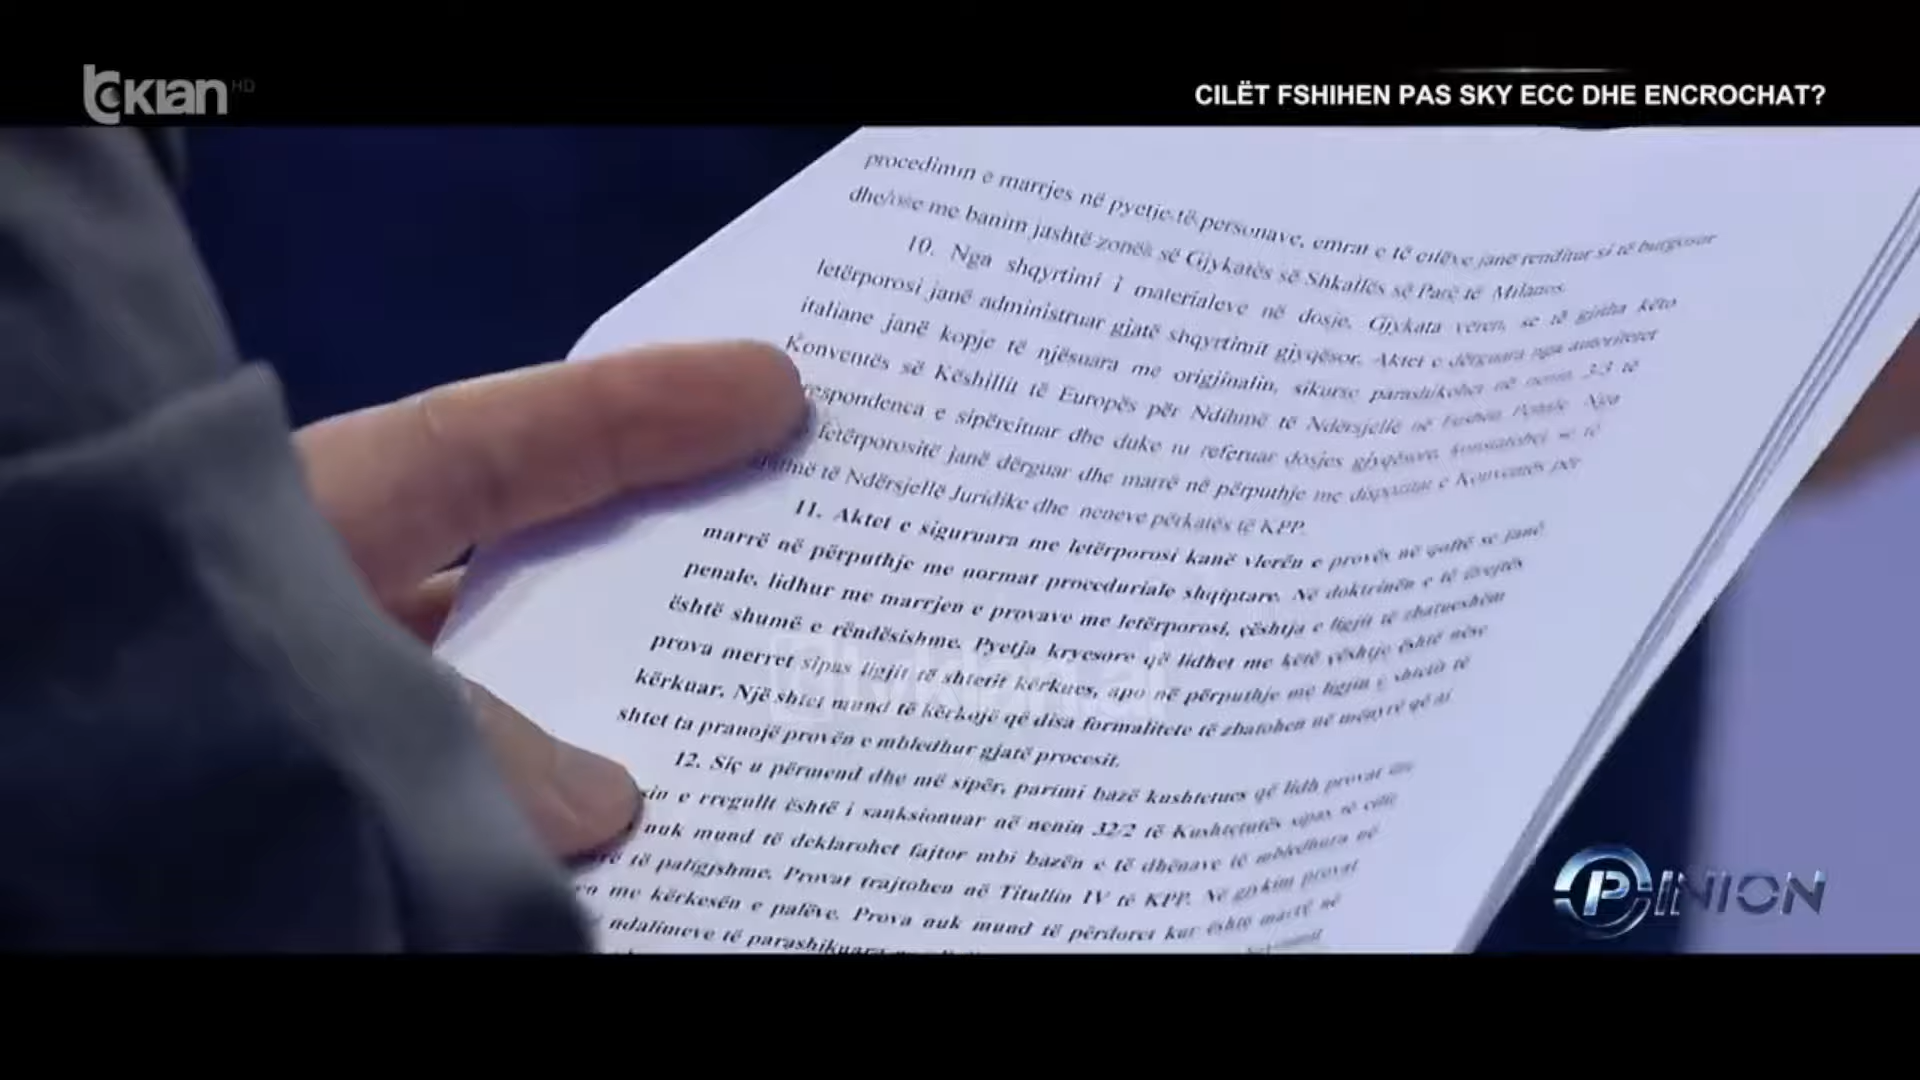 tvklan HD
CILËT FSHIHEN PAS SKY ECC DHE ENCROCHAT?
procedimin e marrjes në pyetje të personave, emrat e të cilëve janë renditur si të burgosur
dhe/ose me banim jashtë zonës së Gjykatës së Shkallës së Parë të Milanos.
10. Nga shqyrtimi i materialeve në dosje, Gjykata vëren, se të gjitha këto
letërporosi janë administruar gjatë shqyrtimit gjyqësor. Aktet e dërguara nga autoritetet
italiane janë kopje të njësuara me origjinalin, sikurse parashikohet në nenin 3/3 të
Konventës së Këshillit të Europës për Ndihmë të Ndërsjellë në Fushën Penale. Nga
respondenca e sipërcituar dhe duke iu referuar dosjes gjyqësore, konstatohet se të
letërporositë janë dërguar dhe marrë në përputhje me dispozitat e Konventës për
të Ndërsjellë Juridike dhe neneve përkatës të KPP.
11. Aktet e siguruara me letërporosi kanë vlerën e provës në qoftë se janë
marrë në përputhje me normat proceduriale shqiptare. Në doktrinën e të drejtës
penale, lidhur me marrjen e provave me letërporosi, çështja e ligjit të zbatueshëm
është shumë e rëndësishme. Pyetja kryesore që lidhet me këtë çështje është nëse
prova merret sipas ligjit të shtetit kërkues, apo në përputhje me ligjin e shtetit të
kërkuar. Një shtet mund të kërkojë që disa formalitete të zbatohen në mënyrë që ai
shtet ta pranojë provën e mbledhur gjatë procesit.
12. Siç u përmend dhe më sipër, parimi bazë kushtetues që lidh provat me
sin e rregullt është i sanksionuar në nenin 32/2 të Kushtetutës sipas të cilit
nuk mund të deklarohet fajtor mbi bazën e të dhënave të mbledhura në
të paligjshme. Provat trajtohen në Titullin IV të KPP. Në gjykim provat
me kërkesën e palëve. Prova nuk mund të përdoret kur është marrë në
ndalimeve të parashikuara
tvklan.al
OPINION